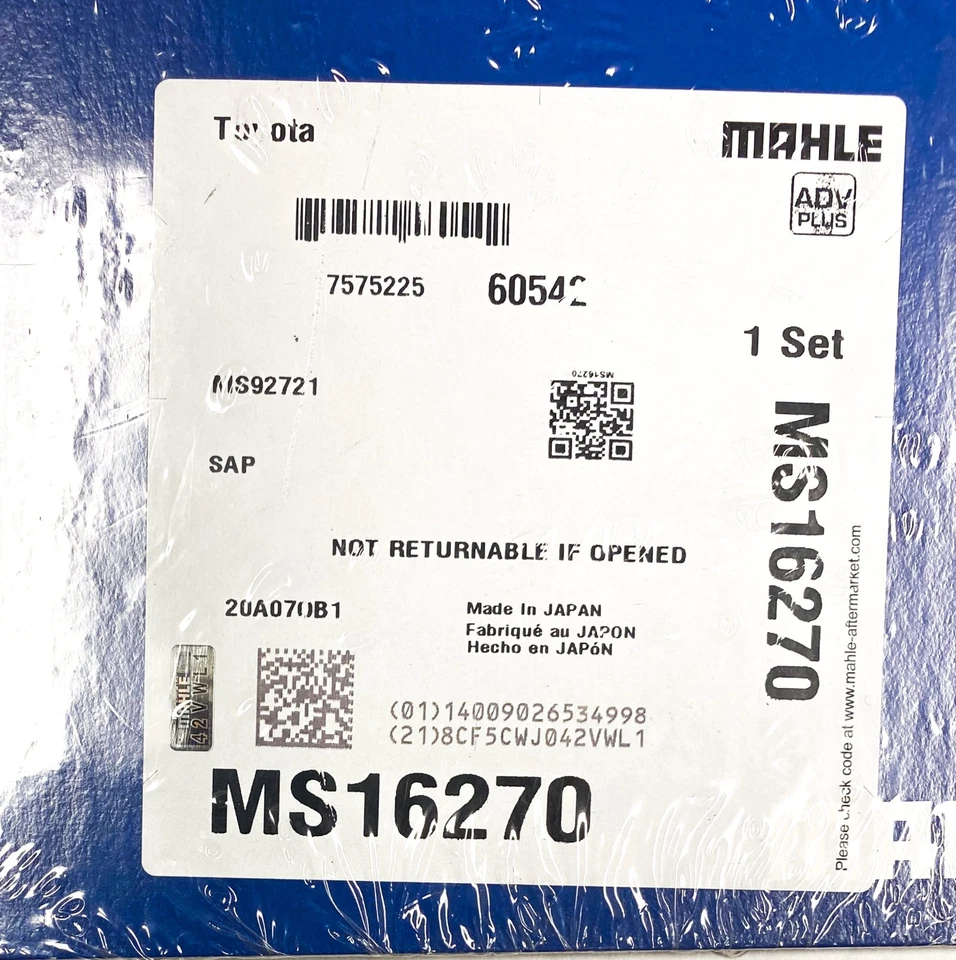 Toyota
MAHLE
ADV
PLUS
7575225 60542
1 Set
MS92721
MS16270
SAP
MS16270
NOT RETURNABLE IF OPENED
20A070B1
Made In JAPAN
Fabriqué au JAPON
Hecho en JAPóN
MAHLE
42VWL1
(01)14009026534998
(21)8CF5CWJ042VWL1
MS16270
Please check code at www.mahle-aftermarket.com